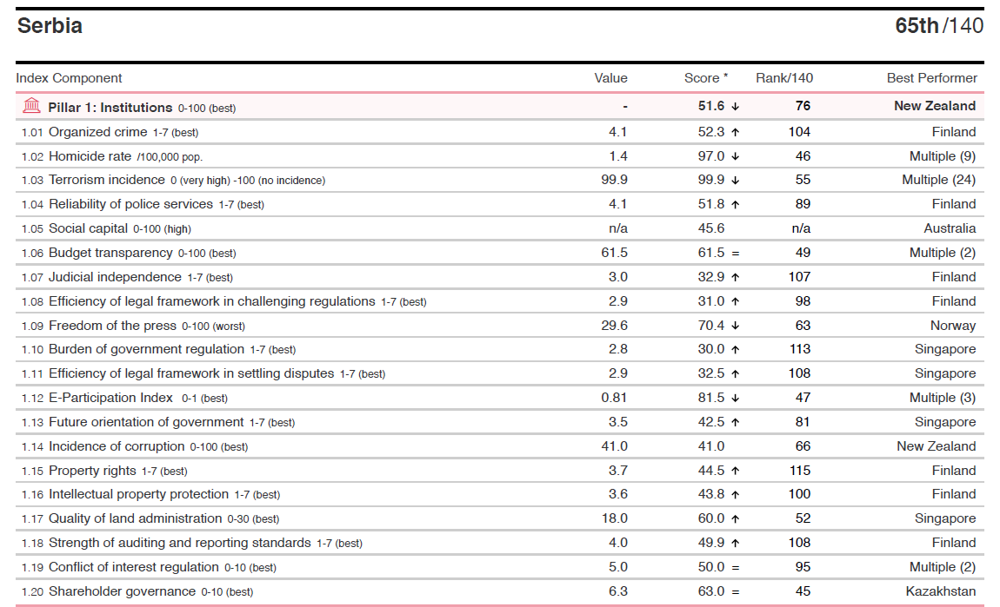 Serbia 65th/140
Index Component Value Score * Rank/140 Best Performer
Pillar 1: Institutions 0-100 (best) - 51.6 ↓ 76 New Zealand
1.01 Organized crime 1-7 (best) 4.1 52.3 ↑ 104 Finland
1.02 Homicide rate /100,000 pop. 1.4 97.0 ↓ 46 Multiple (9)
1.03 Terrorism incidence 0 (very high) -100 (no incidence) 99.9 99.9 ↓ 55 Multiple (24)
1.04 Reliability of police services 1-7 (best) 4.1 51.8 ↑ 89 Finland
1.05 Social capital 0-100 (high) n/a 45.6 n/a Australia
1.06 Budget transparency 0-100 (best) 61.5 61.5 = 49 Multiple (2)
1.07 Judicial independence 1-7 (best) 3.0 32.9 ↑ 107 Finland
1.08 Efficiency of legal framework in challenging regulations 1-7 (best) 2.9 31.0 ↑ 98 Finland
1.09 Freedom of the press 0-100 (worst) 29.6 70.4 ↓ 63 Norway
1.10 Burden of government regulation 1-7 (best) 2.8 30.0 ↑ 113 Singapore
1.11 Efficiency of legal framework in settling disputes 1-7 (best) 2.9 32.5 ↑ 108 Singapore
1.12 E-Participation Index 0-1 (best) 0.81 81.5 ↓ 47 Multiple (3)
1.13 Future orientation of government 1-7 (best) 3.5 42.5 ↑ 81 Singapore
1.14 Incidence of corruption 0-100 (best) 41.0 41.0 66 New Zealand
1.15 Property rights 1-7 (best) 3.7 44.5 ↑ 115 Finland
1.16 Intellectual property protection 1-7 (best) 3.6 43.8 ↑ 100 Finland
1.17 Quality of land administration 0-30 (best) 18.0 60.0 ↑ 52 Singapore
1.18 Strength of auditing and reporting standards 1-7 (best) 4.0 49.9 ↑ 108 Finland
1.19 Conflict of interest regulation 0-10 (best) 5.0 50.0 = 95 Multiple (2)
1.20 Shareholder governance 0-10 (best) 6.3 63.0 = 45 Kazakhstan